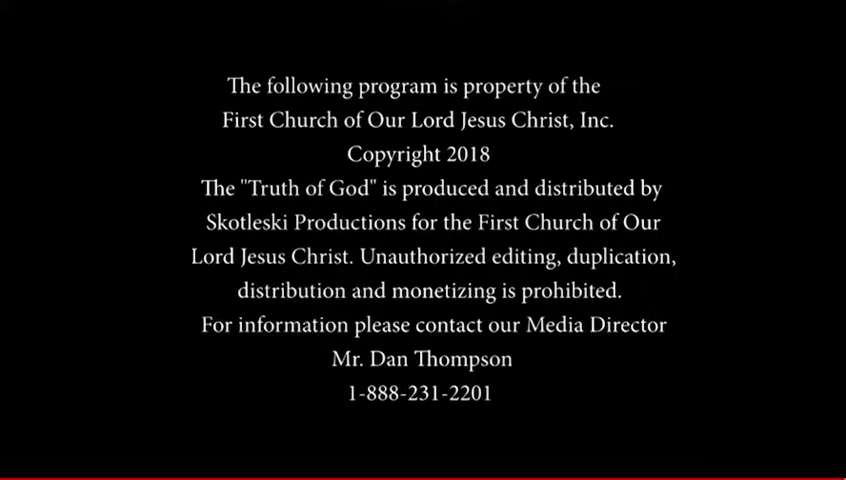 The following program is property of the
First Church of Our Lord Jesus Christ, Inc.
Copyright 2018
The "Truth of God" is produced and distributed by
Skotleski Productions for the First Church of Our
Lord Jesus Christ. Unauthorized editing, duplication,
distribution and monetizing is prohibited.
For information please contact our Media Director
Mr. Dan Thompson
1-888-231-2201